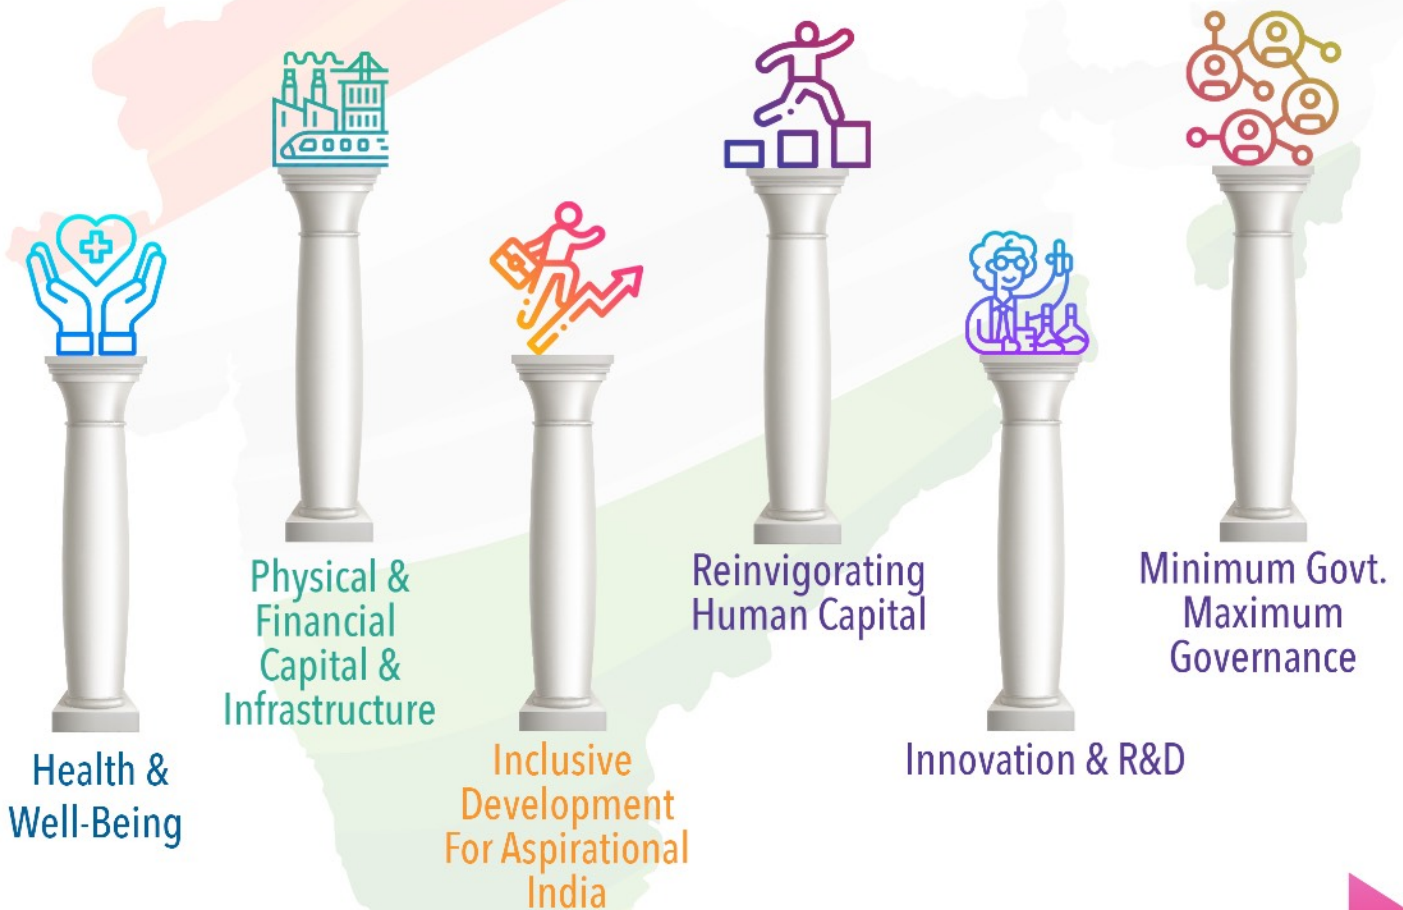 Health &
Well-Being
Physical &
Financial
Capital &
Infrastructure
Inclusive
Development
For Aspirational
India
Reinvigorating
Human Capital
Innovation & R&D
Minimum Govt.
Maximum
Governance